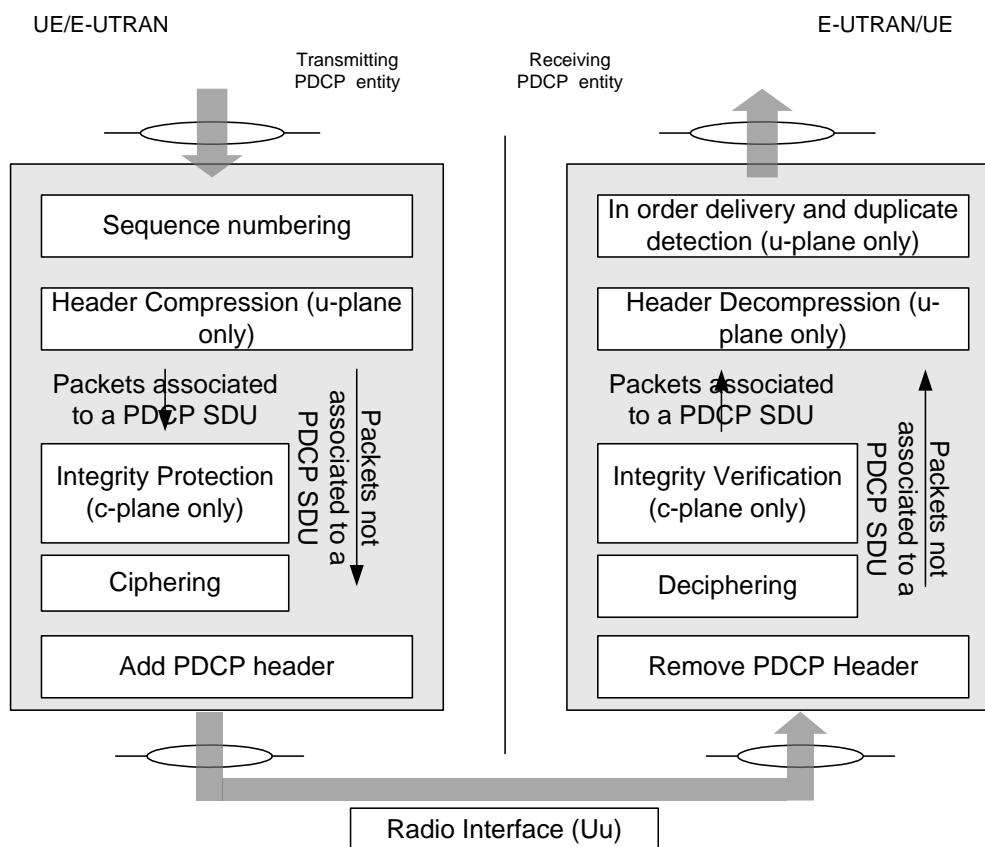 UE/E-UTRAN
E-UTRAN/UE
Transmitting
PDCP entity
Receiving
PDCP entity
Sequence numbering
Header Compression (u-plane
only)
Packets associated
to a PDCP SDU
Packets not
associated to a
PDCP SDU
Integrity Protection
(c-plane only)
Ciphering
Add PDCP header
In order delivery and duplicate
detection (u-plane only)
Header Decompression (u-
plane only)
Packets associated
to a PDCP SDU
Packets not
associated to a
PDCP SDU
Integrity Verification
(c-plane only)
Deciphering
Remove PDCP Header
Radio Interface (Uu)